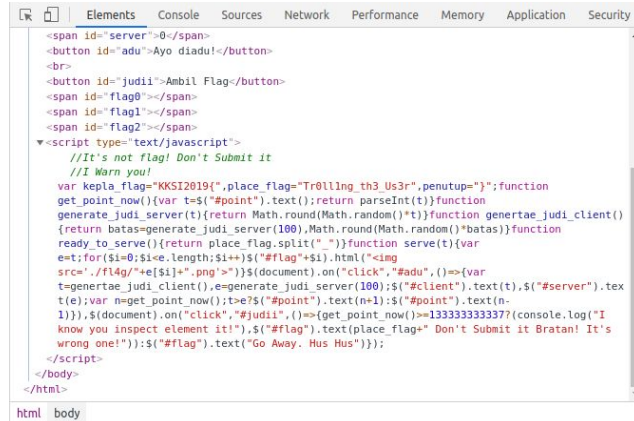 Elements Console Sources Network Performance Memory Application Security
<span id="server">0</span>
<button id="adu">Ayo diadu!</button>
<br>
<button id="judii">Ambil Flag</button>
<span id="flag0"></span>
<span id="flag1"></span>
<span id="flag2"></span>
▼<script type="text/javascript">
//It's not flag! Don't Submit it
//I Warn you!
var kepla_flag="KKSI2019{",place_flag="Tr0ll1ng_th3_Us3r",penutup="}";function
get_point_now(){var t=$("#point").text();return parseInt(t)}function
generate_judi_server(t){return Math.round(Math.random()*t)}function genertae_judi_client()
{return batas=generate_judi_server(100),Math.round(Math.random()*batas)}function
ready_to_serve(){return place_flag.split("_")}function serve(t){var
e=t;for($i=0;$i<e.length;$i++)$("#flag"+$i).html("<img
src='./fl4g/"+e[$i]+".png'>")}$(document).on("click","#adu",()=>{var
t=genertae_judi_client(),e=generate_judi_server(100);$("#client").text(t),$("#server").tex
t(e);var n=get_point_now();t>e?$("#point").text(n+1):$("#point").text(n-
1)}),$(document).on("click","#judii",()=>{get_point_now()>=133333333337?(console.log("I
know you inspect element it!"),$("#flag").text(place_flag+" Don't Submit it Bratan! It's
wrong one!")):$("#flag").text("Go Away. Hus Hus")});
</script>
</body>
</html>
html body